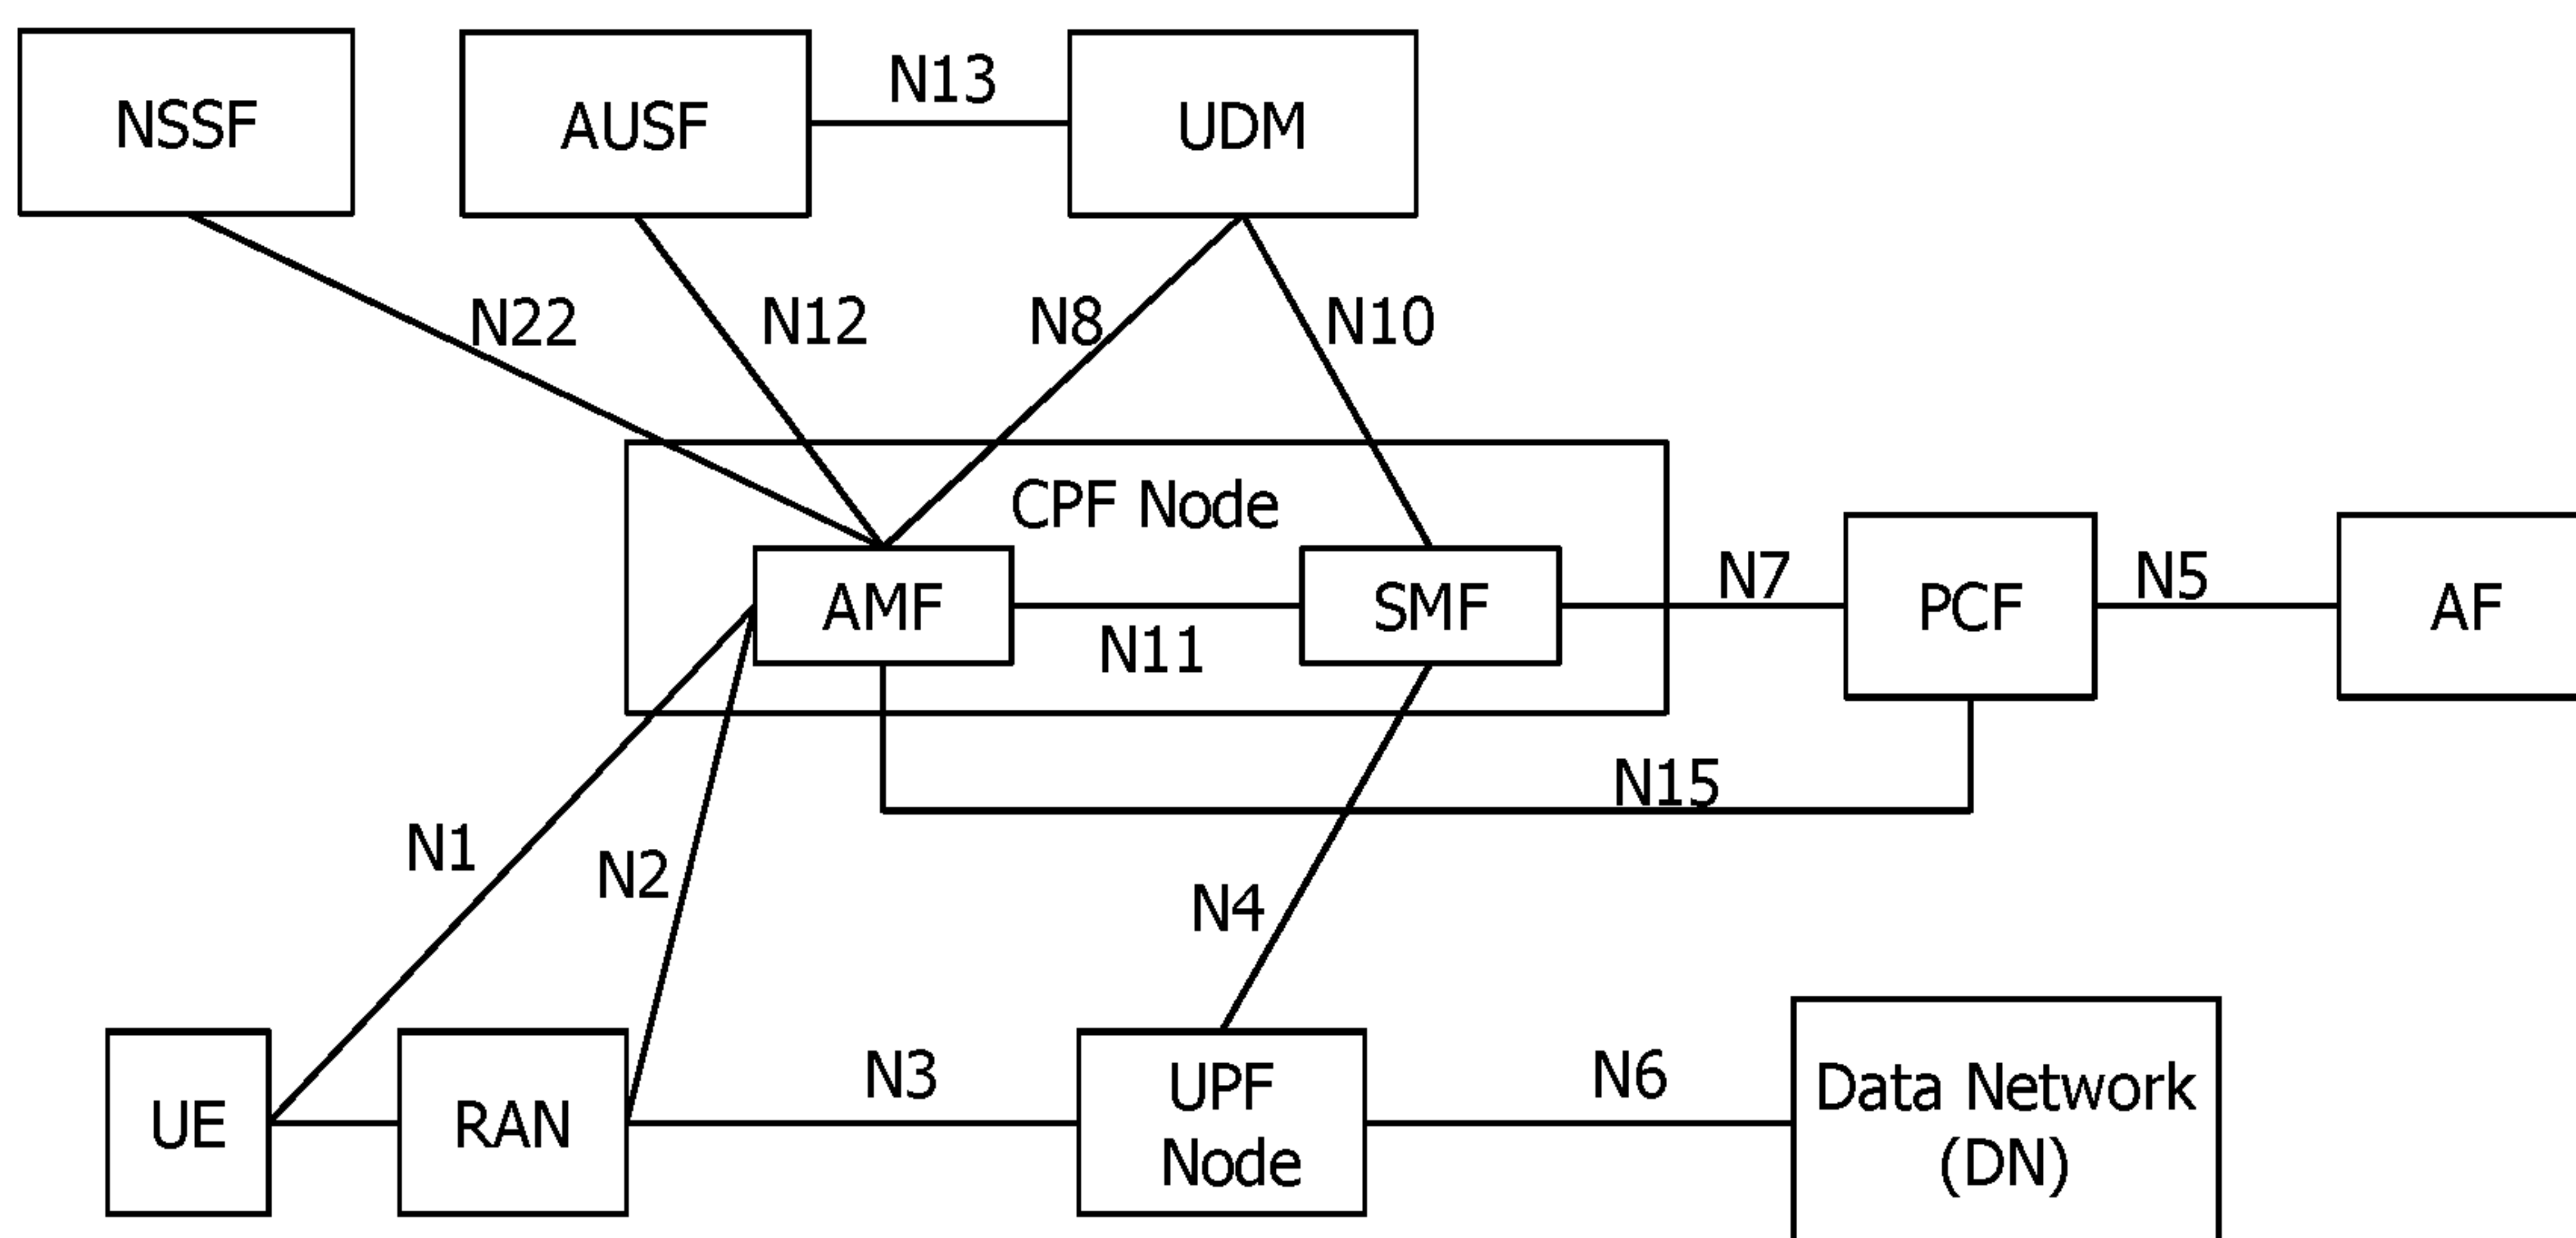 NSSF
AUSF
N13
UDM
N22
N12
N8
N10
CPF Node
AMF
N11
SMF
N7
PCF
N5
AF
N15
N1
N2
N4
UE
RAN
N3
UPF
Node
N6
Data Network
(DN)